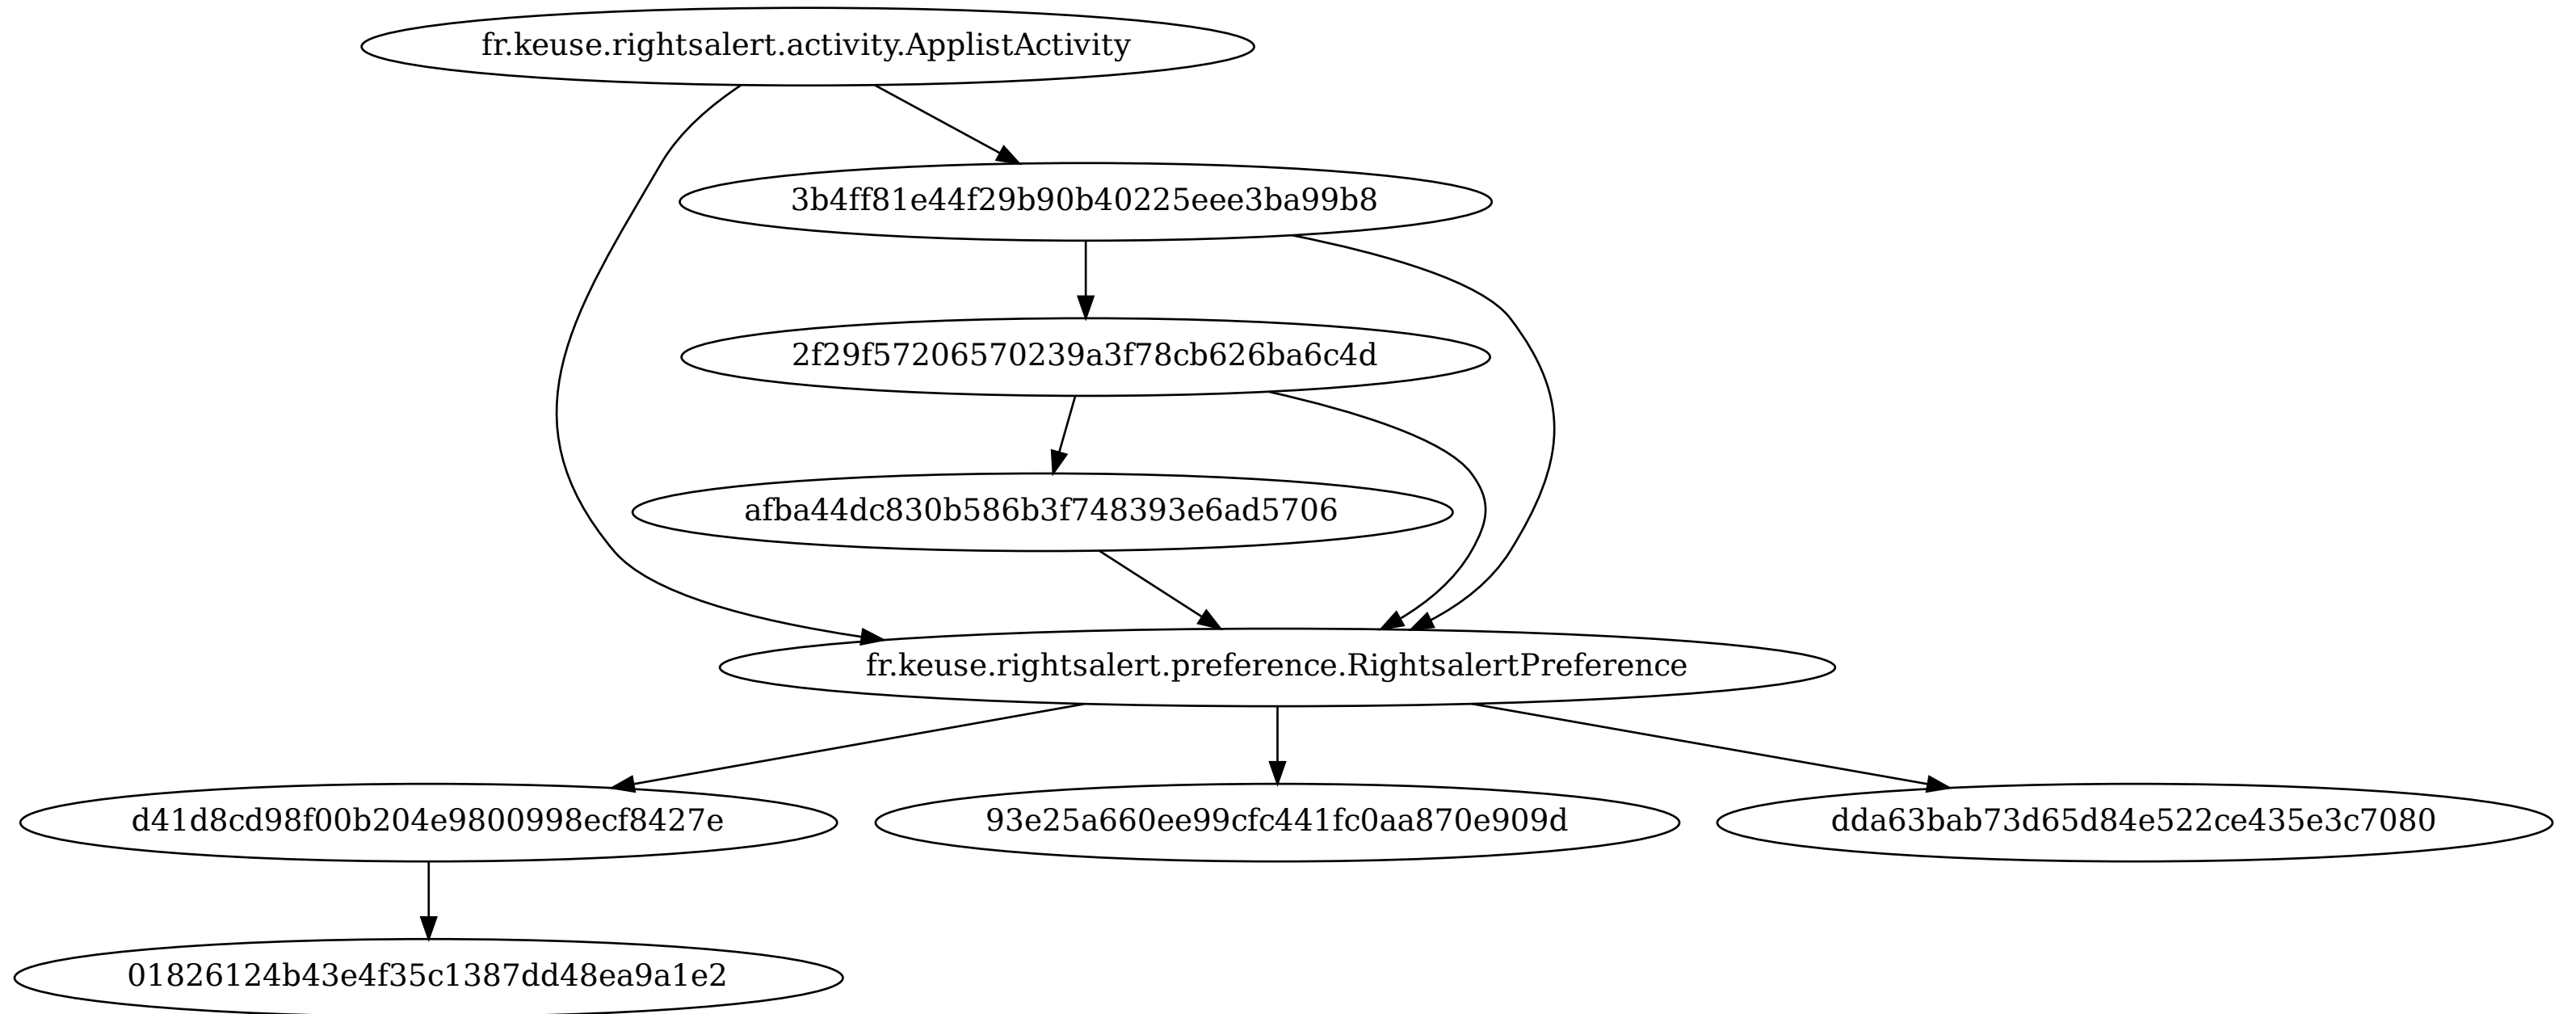 fr.keuse.rightsalert.activity.ApplistActivity
3b4ff81e44f29b90b40225eee3ba99b8
2f29f57206570239a3f78cb626ba6c4d
afba44dc830b586b3f748393e6ad5706
fr.keuse.rightsalert.preference.RightsalertPreference
d41d8cd98f00b204e9800998ecf8427e
93e25a660ee99cfc441fc0aa870e909d
dda63bab73d65d84e522ce435e3c7080
01826124b43e4f35c1387dd48ea9a1e2